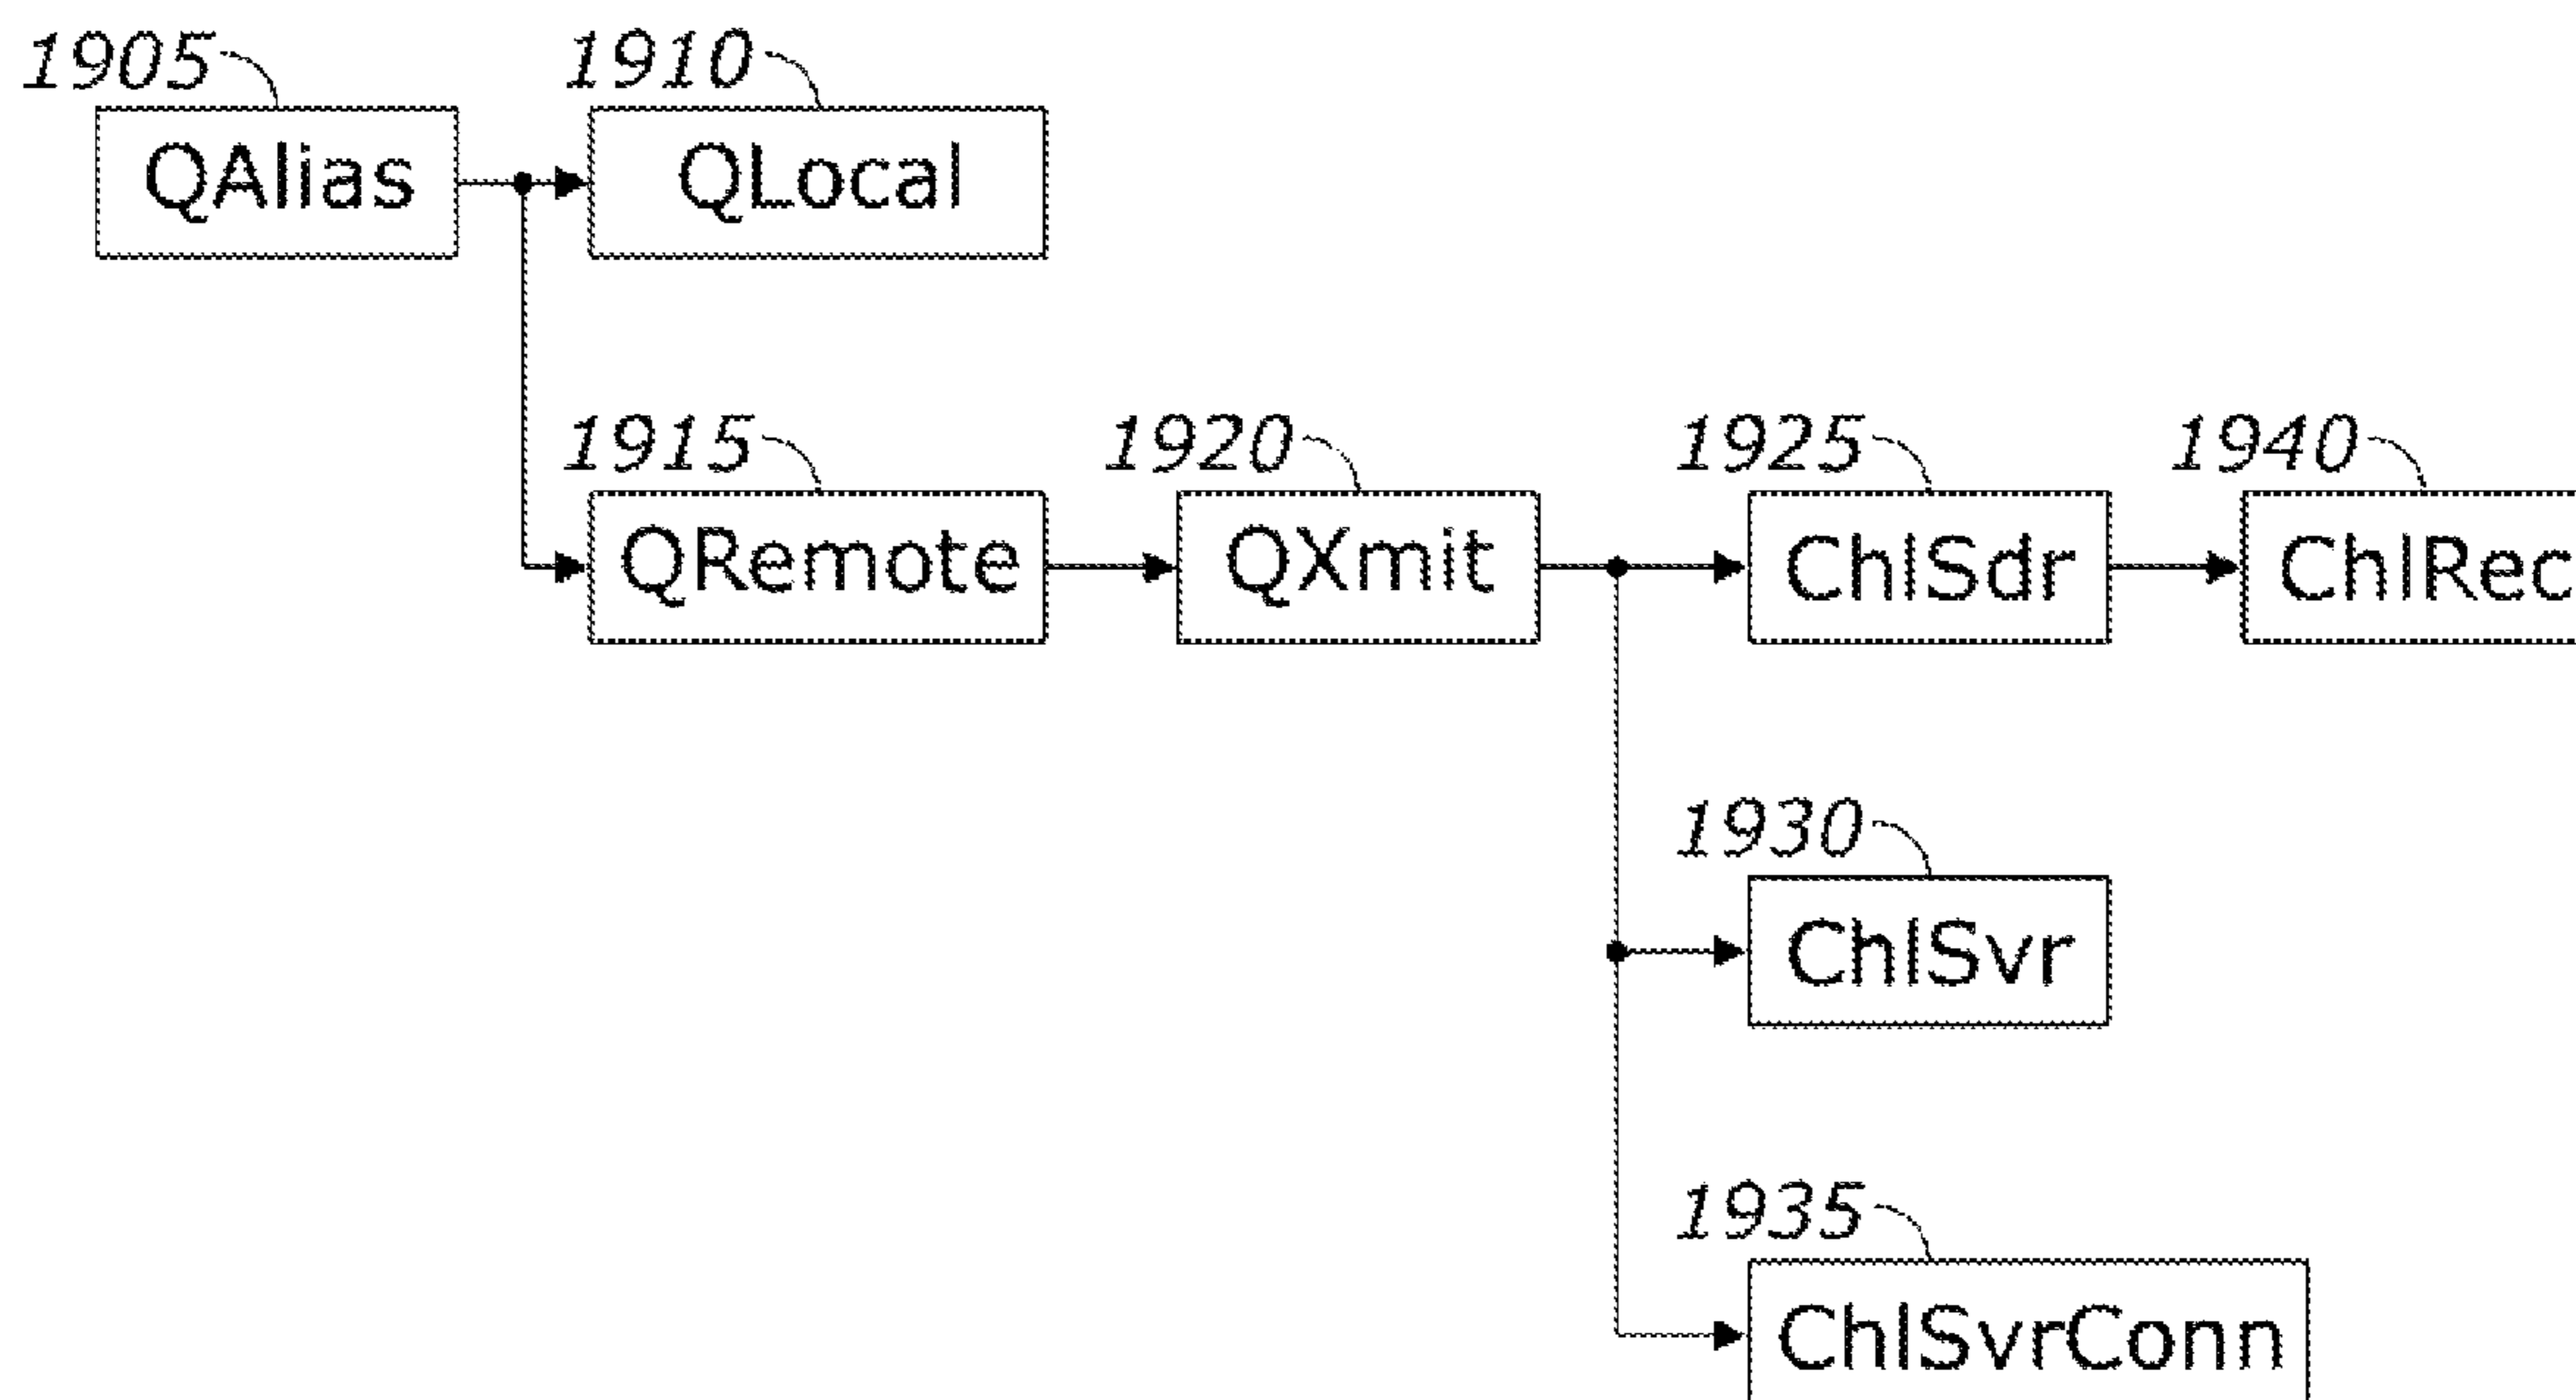 1905 1910
QAlias QLocal
1915 1920 1925 1940
QRemote QXmit ChlSdr ChlRec
1930
ChlSvr
1935
ChlSvrConn